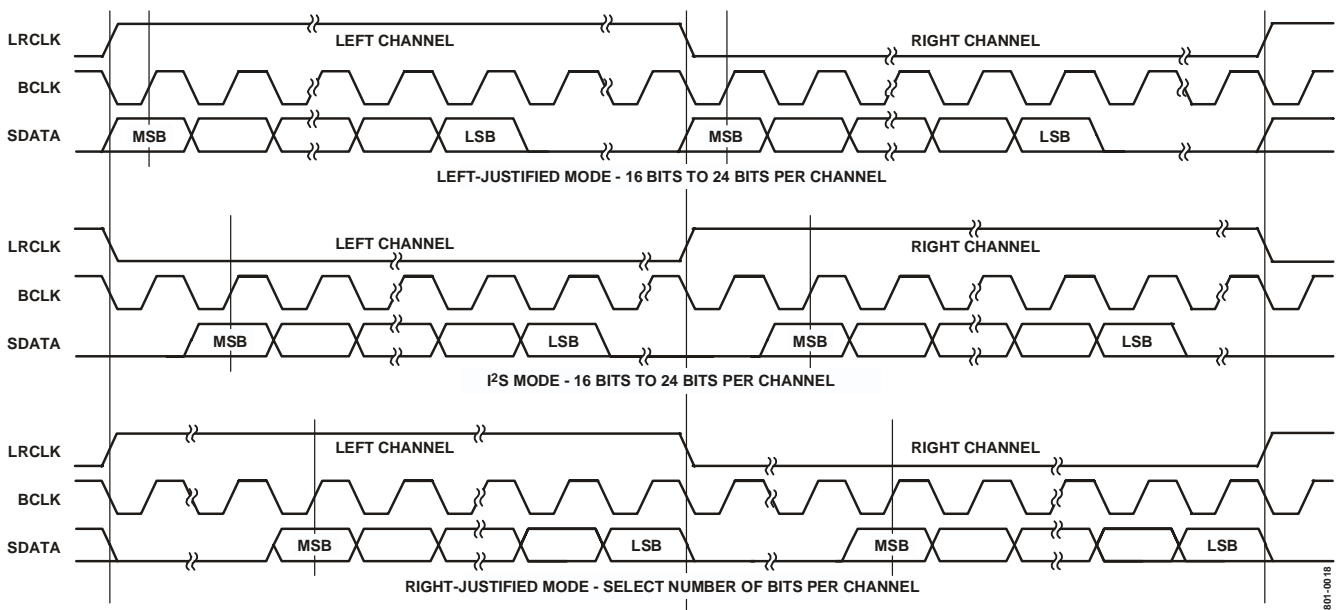 LRCLK
LEFT CHANNEL
RIGHT CHANNEL
BCLK
SDATA
MSB
LSB
MSB
LSB
LEFT-JUSTIFIED MODE - 16 BITS TO 24 BITS PER CHANNEL
LRCLK
LEFT CHANNEL
RIGHT CHANNEL
BCLK
SDATA
MSB
LSB
MSB
LSB
I²S MODE - 16 BITS TO 24 BITS PER CHANNEL
LRCLK
LEFT CHANNEL
RIGHT CHANNEL
BCLK
SDATA
MSB
LSB
MSB
LSB
RIGHT-JUSTIFIED MODE - SELECT NUMBER OF BITS PER CHANNEL